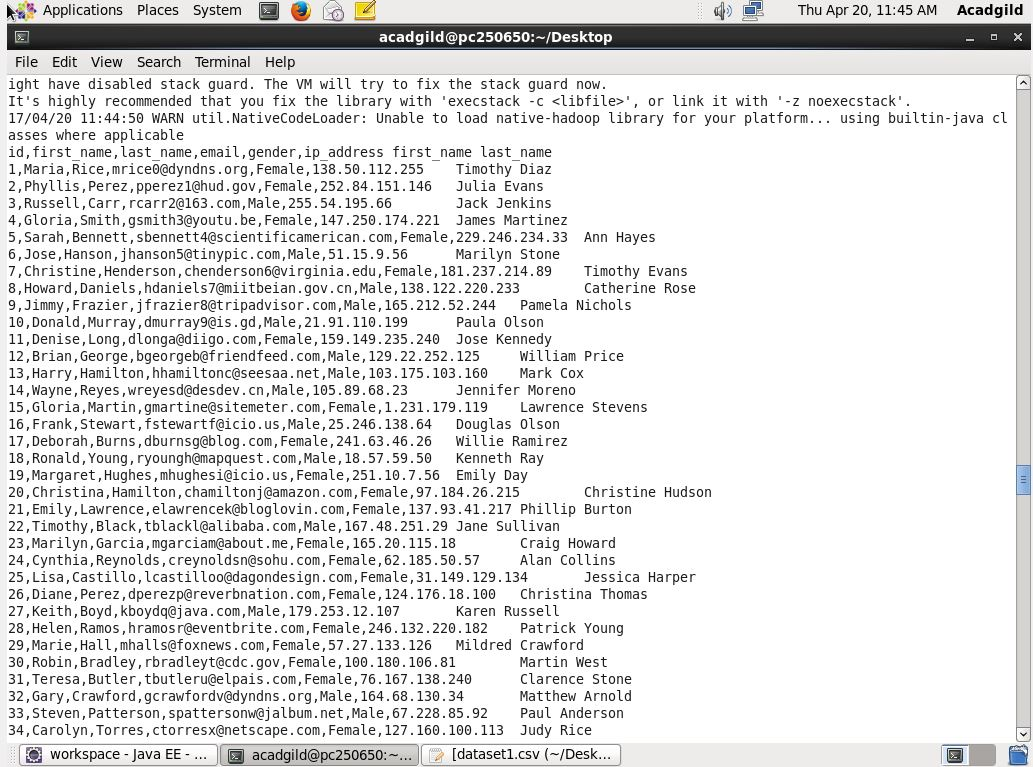 Applications Places System Thu Apr 20, 11:45 AM Acadgild
acadgild@pc250650:~/Desktop
File Edit View Search Terminal Help
ight have disabled stack guard. The VM will try to fix the stack guard now.
It's highly recommended that you fix the library with 'execstack -c <libfile>', or link it with '-z noexecstack'.
17/04/20 11:44:50 WARN util.NativeCodeLoader: Unable to load native-hadoop library for your platform... using builtin-java cl
asses where applicable
id,first_name,last_name,email,gender,ip_address first_name last_name
1,Maria,Rice,mrice0@dyndns.org,Female,138.50.112.255 Timothy Diaz
2,Phyllis,Perez,pperez1@hud.gov,Female,252.84.151.146 Julia Evans
3,Russell,Carr,rcarr2@163.com,Male,255.54.195.66 Jack Jenkins
4,Gloria,Smith,gsmith3@youtu.be,Female,147.250.174.221 James Martinez
5,Sarah,Bennett,sbennett4@scientificamerican.com,Female,229.246.234.33 Ann Hayes
6,Jose,Hanson,jhanson5@tinypic.com,Male,51.15.9.56 Marilyn Stone
7,Christine,Henderson,chenderson6@virginia.edu,Female,181.237.214.89 Timothy Evans
8,Howard,Daniels,hdaniels7@miitbeian.gov.cn,Male,138.122.220.233 Catherine Rose
9,Jimmy,Frazier,jfrazier8@tripadvisor.com,Male,165.212.52.244 Pamela Nichols
10,Donald,Murray,dmurray9@is.gd,Male,21.91.110.199 Paula Olson
11,Denise,Long,dlonga@diigo.com,Female,159.149.235.240 Jose Kennedy
12,Brian,George,bgeorgeb@friendfeed.com,Male,129.22.252.125 William Price
13,Harry,Hamilton,hhamiltonc@seesaa.net,Male,103.175.103.160 Mark Cox
14,Wayne,Reyes,wreyesd@desdev.cn,Male,105.89.68.23 Jennifer Moreno
15,Gloria,Martin,gmartine@sitemeter.com,Female,1.231.179.119 Lawrence Stevens
16,Frank,Stewart,fstewartf@icio.us,Male,25.246.138.64 Douglas Olson
17,Deborah,Burns,dburnsg@blog.com,Female,241.63.46.26 Willie Ramirez
18,Ronald,Young,ryoungh@mapquest.com,Male,18.57.59.50 Kenneth Ray
19,Margaret,Hughes,mhughesi@icio.us,Female,251.10.7.56 Emily Day
20,Christina,Hamilton,chamiltonj@amazon.com,Female,97.184.26.215 Christine Hudson
21,Emily,Lawrence,elawrencek@bloglovin.com,Female,137.93.41.217 Phillip Burton
22,Timothy,Black,tblackl@alibaba.com,Male,167.48.251.29 Jane Sullivan
23,Marilyn,Garcia,mgarciam@about.me,Female,165.20.115.18 Craig Howard
24,Cynthia,Reynolds,creynoldsn@sohu.com,Female,62.185.50.57 Alan Collins
25,Lisa,Castillo,lcastilloo@dagondesign.com,Female,31.149.129.134 Jessica Harper
26,Diane,Perez,dperezp@reverbnation.com,Female,124.176.18.100 Christina Thomas
27,Keith,Boyd,kboydq@java.com,Male,179.253.12.107 Karen Russell
28,Helen,Ramos,hramosr@eventbrite.com,Female,246.132.220.182 Patrick Young
29,Marie,Hall,mhalls@foxnews.com,Female,57.27.133.126 Mildred Crawford
30,Robin,Bradley,rbradleyt@cdc.gov,Female,100.180.106.81 Martin West
31,Teresa,Butler,tbutleru@elpais.com,Female,76.167.138.240 Clarence Stone
32,Gary,Crawford,gcrawfordv@dyndns.org,Male,164.68.130.34 Matthew Arnold
33,Steven,Patterson,spattersonw@jalbum.net,Male,67.228.85.92 Paul Anderson
34,Carolyn,Torres,ctorresx@netscape.com,Female,127.160.100.113 Judy Rice
workspace - Java EE - ... acadgild@pc250650:~... [dataset1.csv (~/Desk...